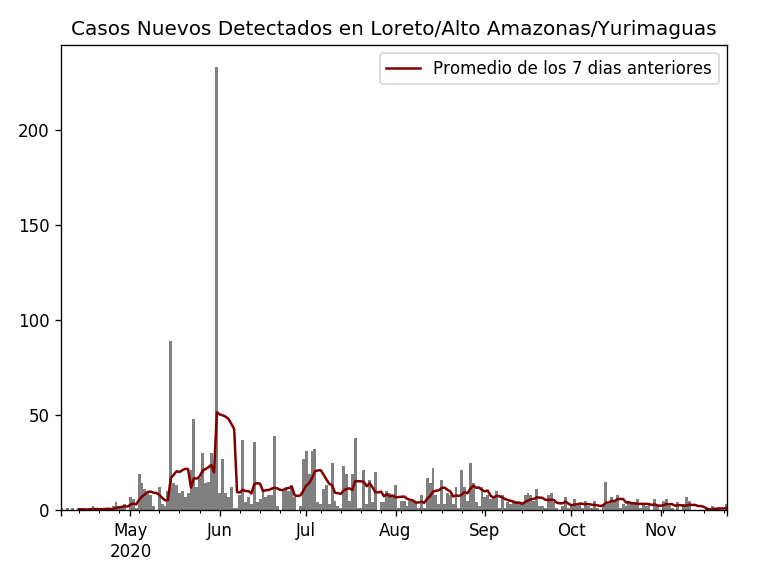 Casos Nuevos Detectados en Loreto/Alto Amazonas/Yurimaguas
Promedio de los 7 dias anteriores
200
150
100
50
0
May Jun Jul Aug Sep Oct Nov
2020